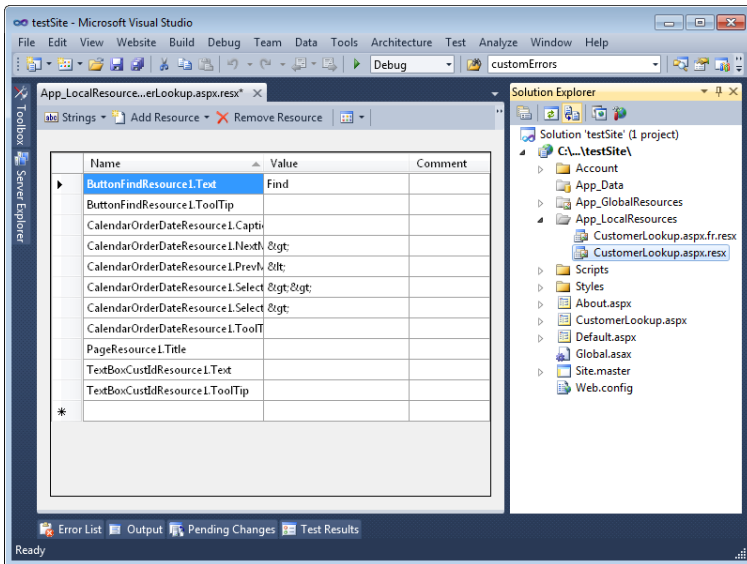 testSite - Microsoft Visual Studio
File Edit View Website Build Debug Team Data Tools Architecture Test Analyze Window Help
Debug customErrors
App_LocalResource...erLookup.aspx.resx*
Solution Explorer
Toolbox
Server Explorer
abc Strings Add Resource Remove Resource
Name Value Comment
ButtonFindResource1.Text Find
ButtonFindResource1.ToolTip
CalendarOrderDateResource1.Capti
CalendarOrderDateResource1.NextM &gt;
CalendarOrderDateResource1.PrevM &lt;
CalendarOrderDateResource1.Select &gt;&gt;
CalendarOrderDateResource1.Select &gt;
CalendarOrderDateResource1.ToolT
PageResource1.Title
TextBoxCustIdResource1.Text
TextBoxCustIdResource1.ToolTip
Solution 'testSite' (1 project)
C:\...\testSite\
Account
App_Data
App_GlobalResources
App_LocalResources
CustomerLookup.aspx.fr.resx
CustomerLookup.aspx.resx
Scripts
Styles
About.aspx
CustomerLookup.aspx
Default.aspx
Global.asax
Site.master
Web.config
Error List Output Pending Changes Test Results
Ready